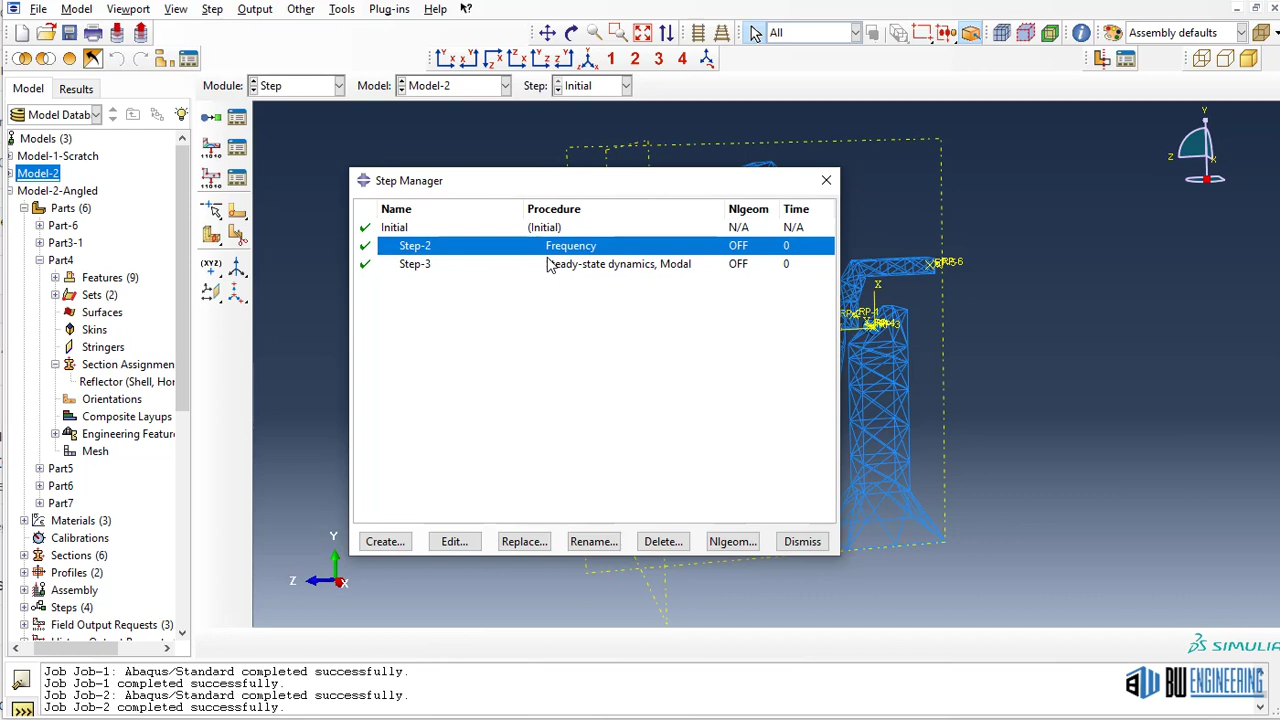 File Model Viewport View Step Output Other Tools Plug-ins Help
All
Assembly defaults
1 2 3 4
Model Results
Module: Step Model: Model-2 Step: Initial
Model Datab
Models (3)
Model-1-Scratch
Model-2
Model-2-Angled
Parts (6)
Part-6
Part3-1
Part4
Features (9)
Sets (2)
Surfaces
Skins
Stringers
Section Assignmen
Reflector (Shell, Hor
Orientations
Composite Layups
Engineering Feature
Mesh
Part5
Part6
Part7
Materials (3)
Calibrations
Sections (6)
Profiles (2)
Assembly
Steps (4)
Field Output Requests (3)
Step Manager
Name Procedure Nlgeom Time
Initial (Initial) N/A N/A
Step-2 Frequency OFF 0
Step-3 eady-state dynamics, Modal OFF 0
Create... Edit... Replace... Rename... Delete... Nlgeom... Dismiss
Y
Z
X
X
Y
Z
X
SIMULIA
Job Job-1: Abaqus/Standard completed successfully.
Job Job-1 completed successfully.
Job Job-2: Abaqus/Standard completed successfully.
Job Job-2 completed successfully.
BW ENGINEERING